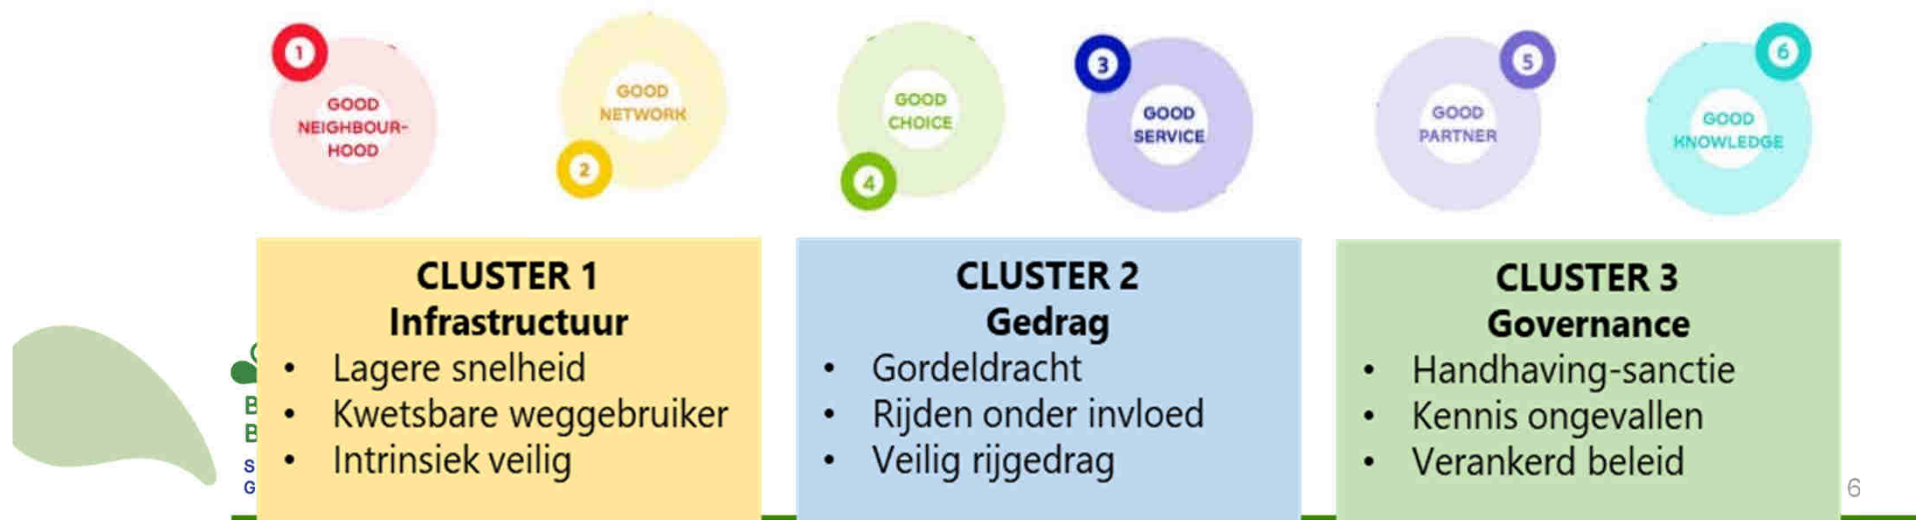 1
GOOD
NEIGHBOUR-
HOOD
GOOD
NETWORK
2
GOOD
CHOICE
4
3
GOOD
SERVICE
5
GOOD
PARTNER
6
GOOD
KNOWLEDGE
CLUSTER 1
Infrastructuur
• Lagere snelheid
• Kwetsbare weggebruiker
• Intrinsiek veilig
CLUSTER 2
Gedrag
• Gordeldracht
• Rijden onder invloed
• Veilig rijgedrag
CLUSTER 3
Governance
• Handhaving-sanctie
• Kennis ongevallen
• Verankerd beleid
B
B
S
G
6